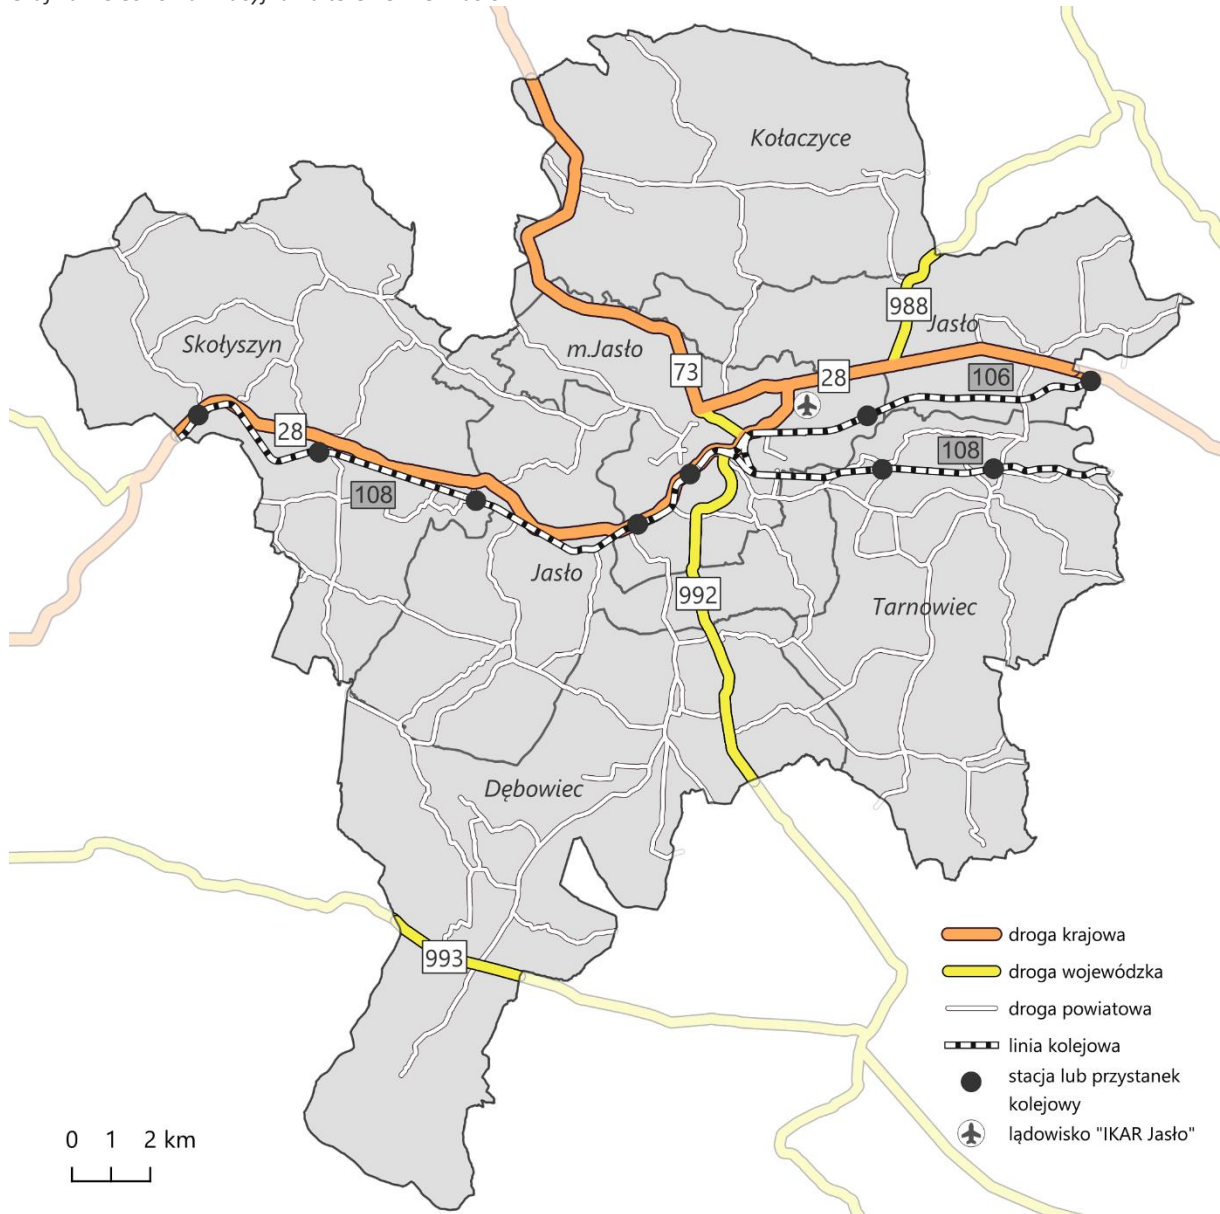 Kołaczyce
988
Jasło
Skołyszyn
m.Jasło
73
28
106
28
108
108
Jasło
992
Tarnowiec
Dębowiec
993
droga krajowa
droga wojewódzka
droga powiatowa
linia kolejowa
stacja lub przystanek
kolejowy
lądowisko "IKAR Jasło"
0 1 2 km